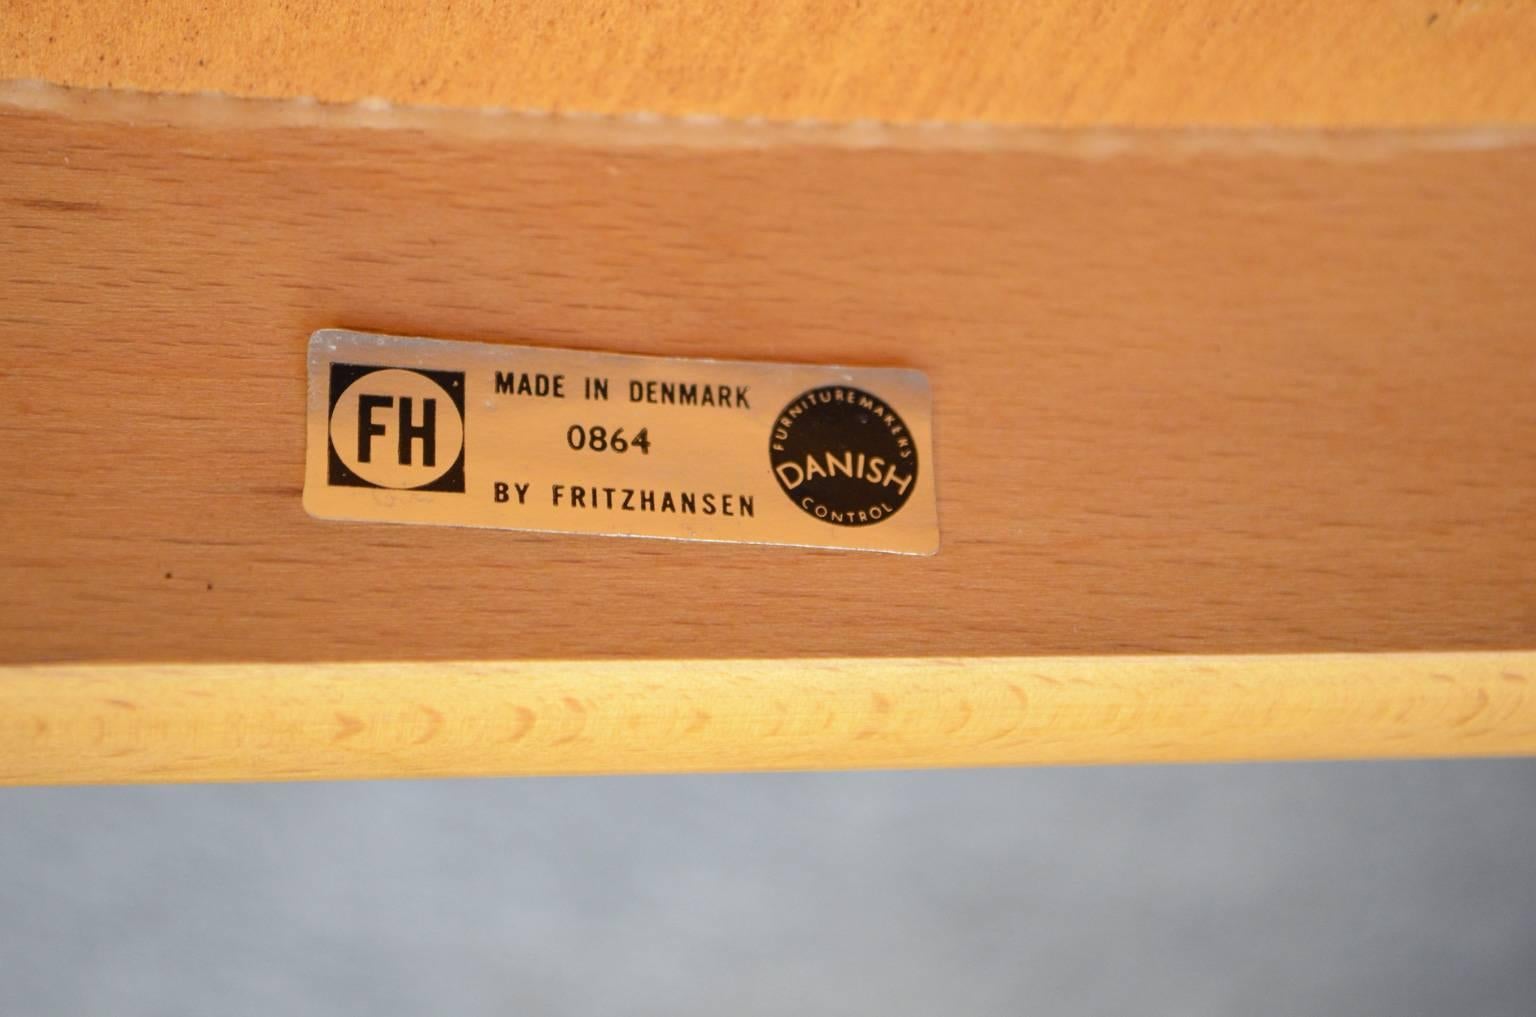 FH
MADE IN DENMARK
0864
BY FRITZHANSEN
FURNITUREMAKERS'
DANISH
CONTROL